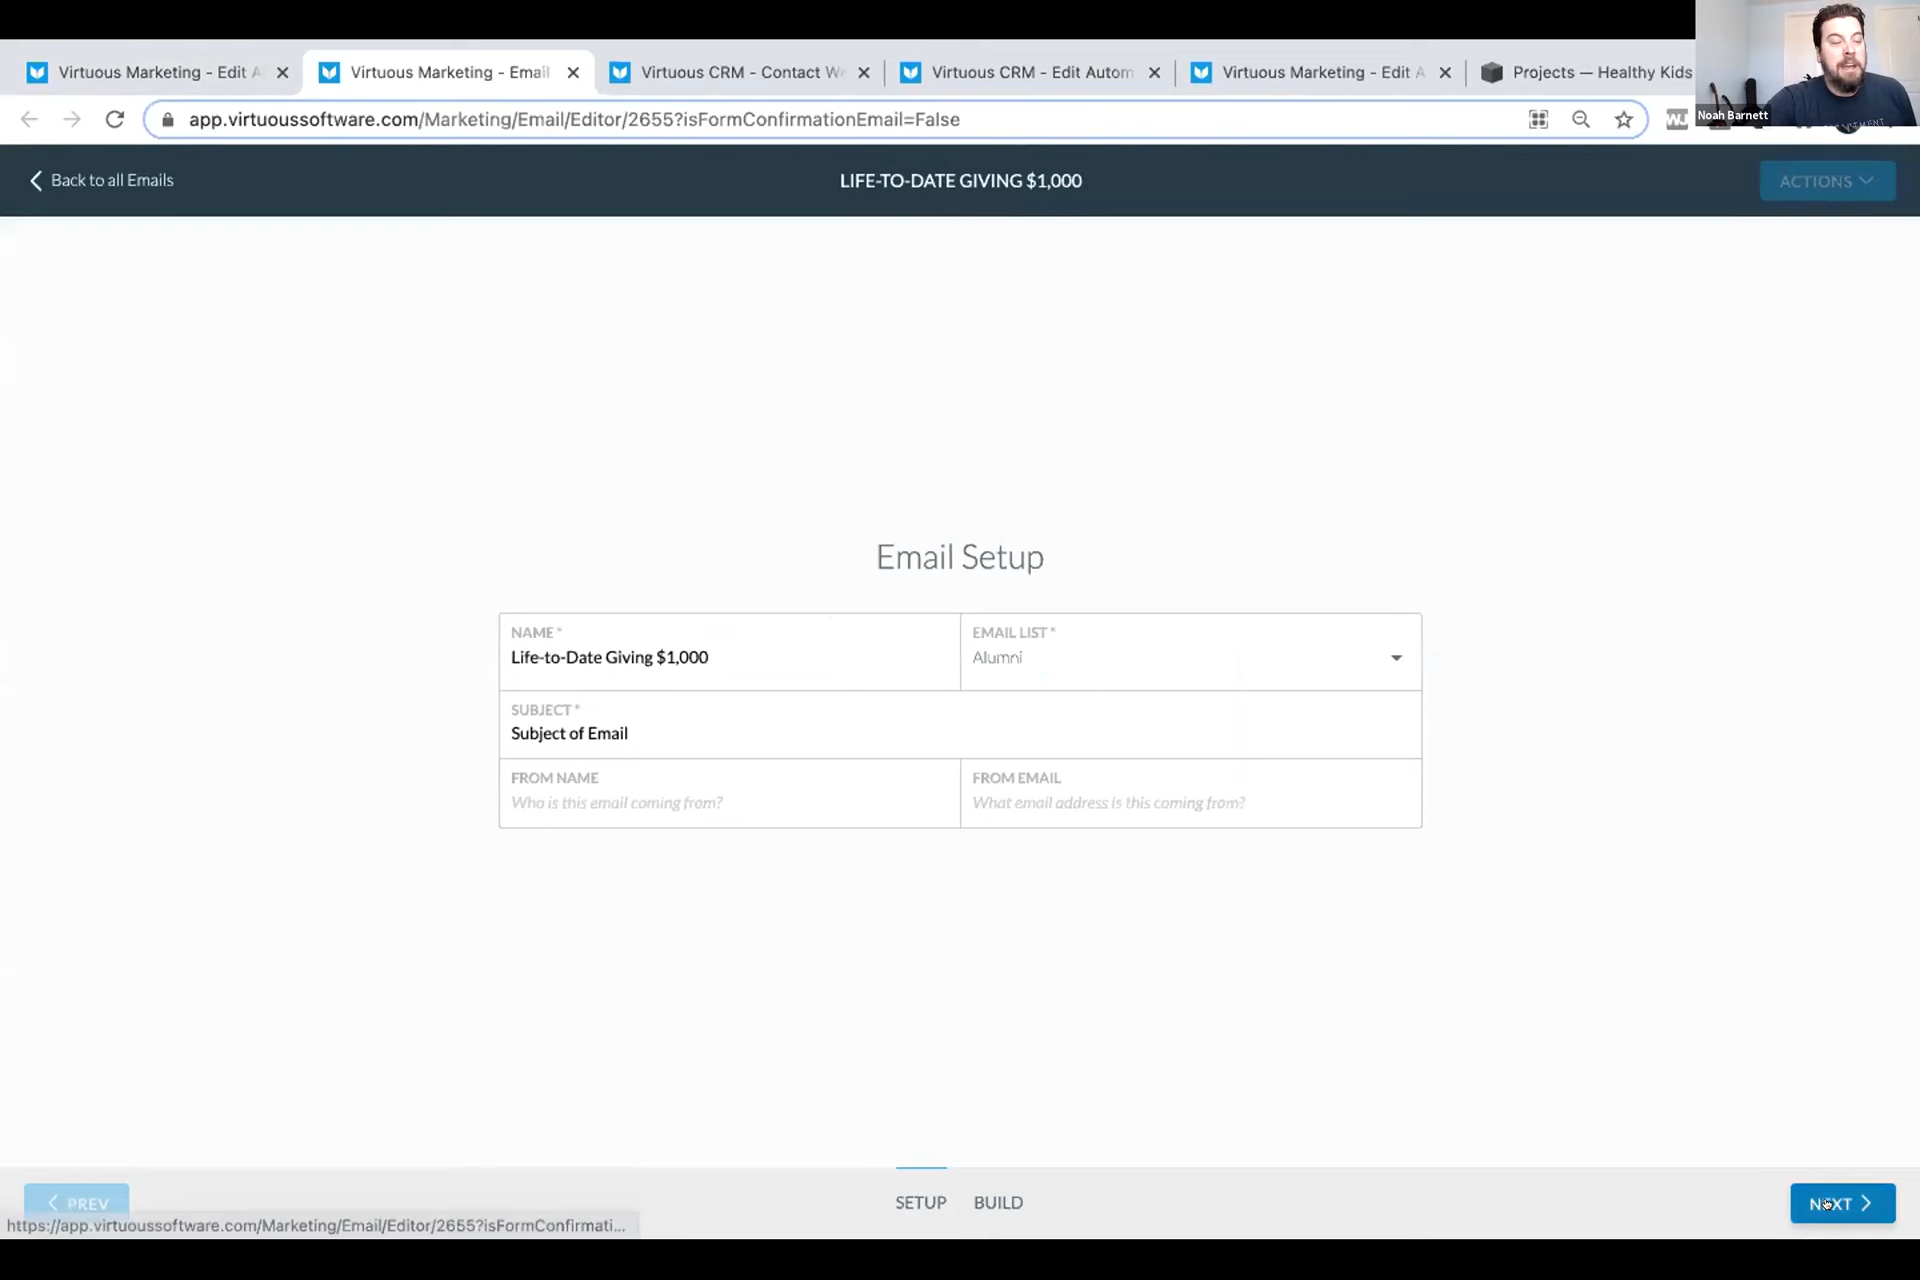 Virtuous Marketing - Edit A
Virtuous Marketing - Email
Virtuous CRM - Contact We
Virtuous CRM - Edit Autom
Virtuous Marketing - Edit A
Projects — Healthy Kids
app.virtuoussoftware.com/Marketing/Email/Editor/2655?isFormConfirmationEmail=False
Noah Barnett
Back to all Emails
LIFE-TO-DATE GIVING $1,000
ACTIONS
Email Setup
NAME *
Life-to-Date Giving $1,000
EMAIL LIST *
Alumni
SUBJECT *
Subject of Email
FROM NAME
Who is this email coming from?
FROM EMAIL
What email address is this coming from?
PREV
SETUP
BUILD
NEXT
https://app.virtuoussoftware.com/Marketing/Email/Editor/2655?isFormConfirmati...